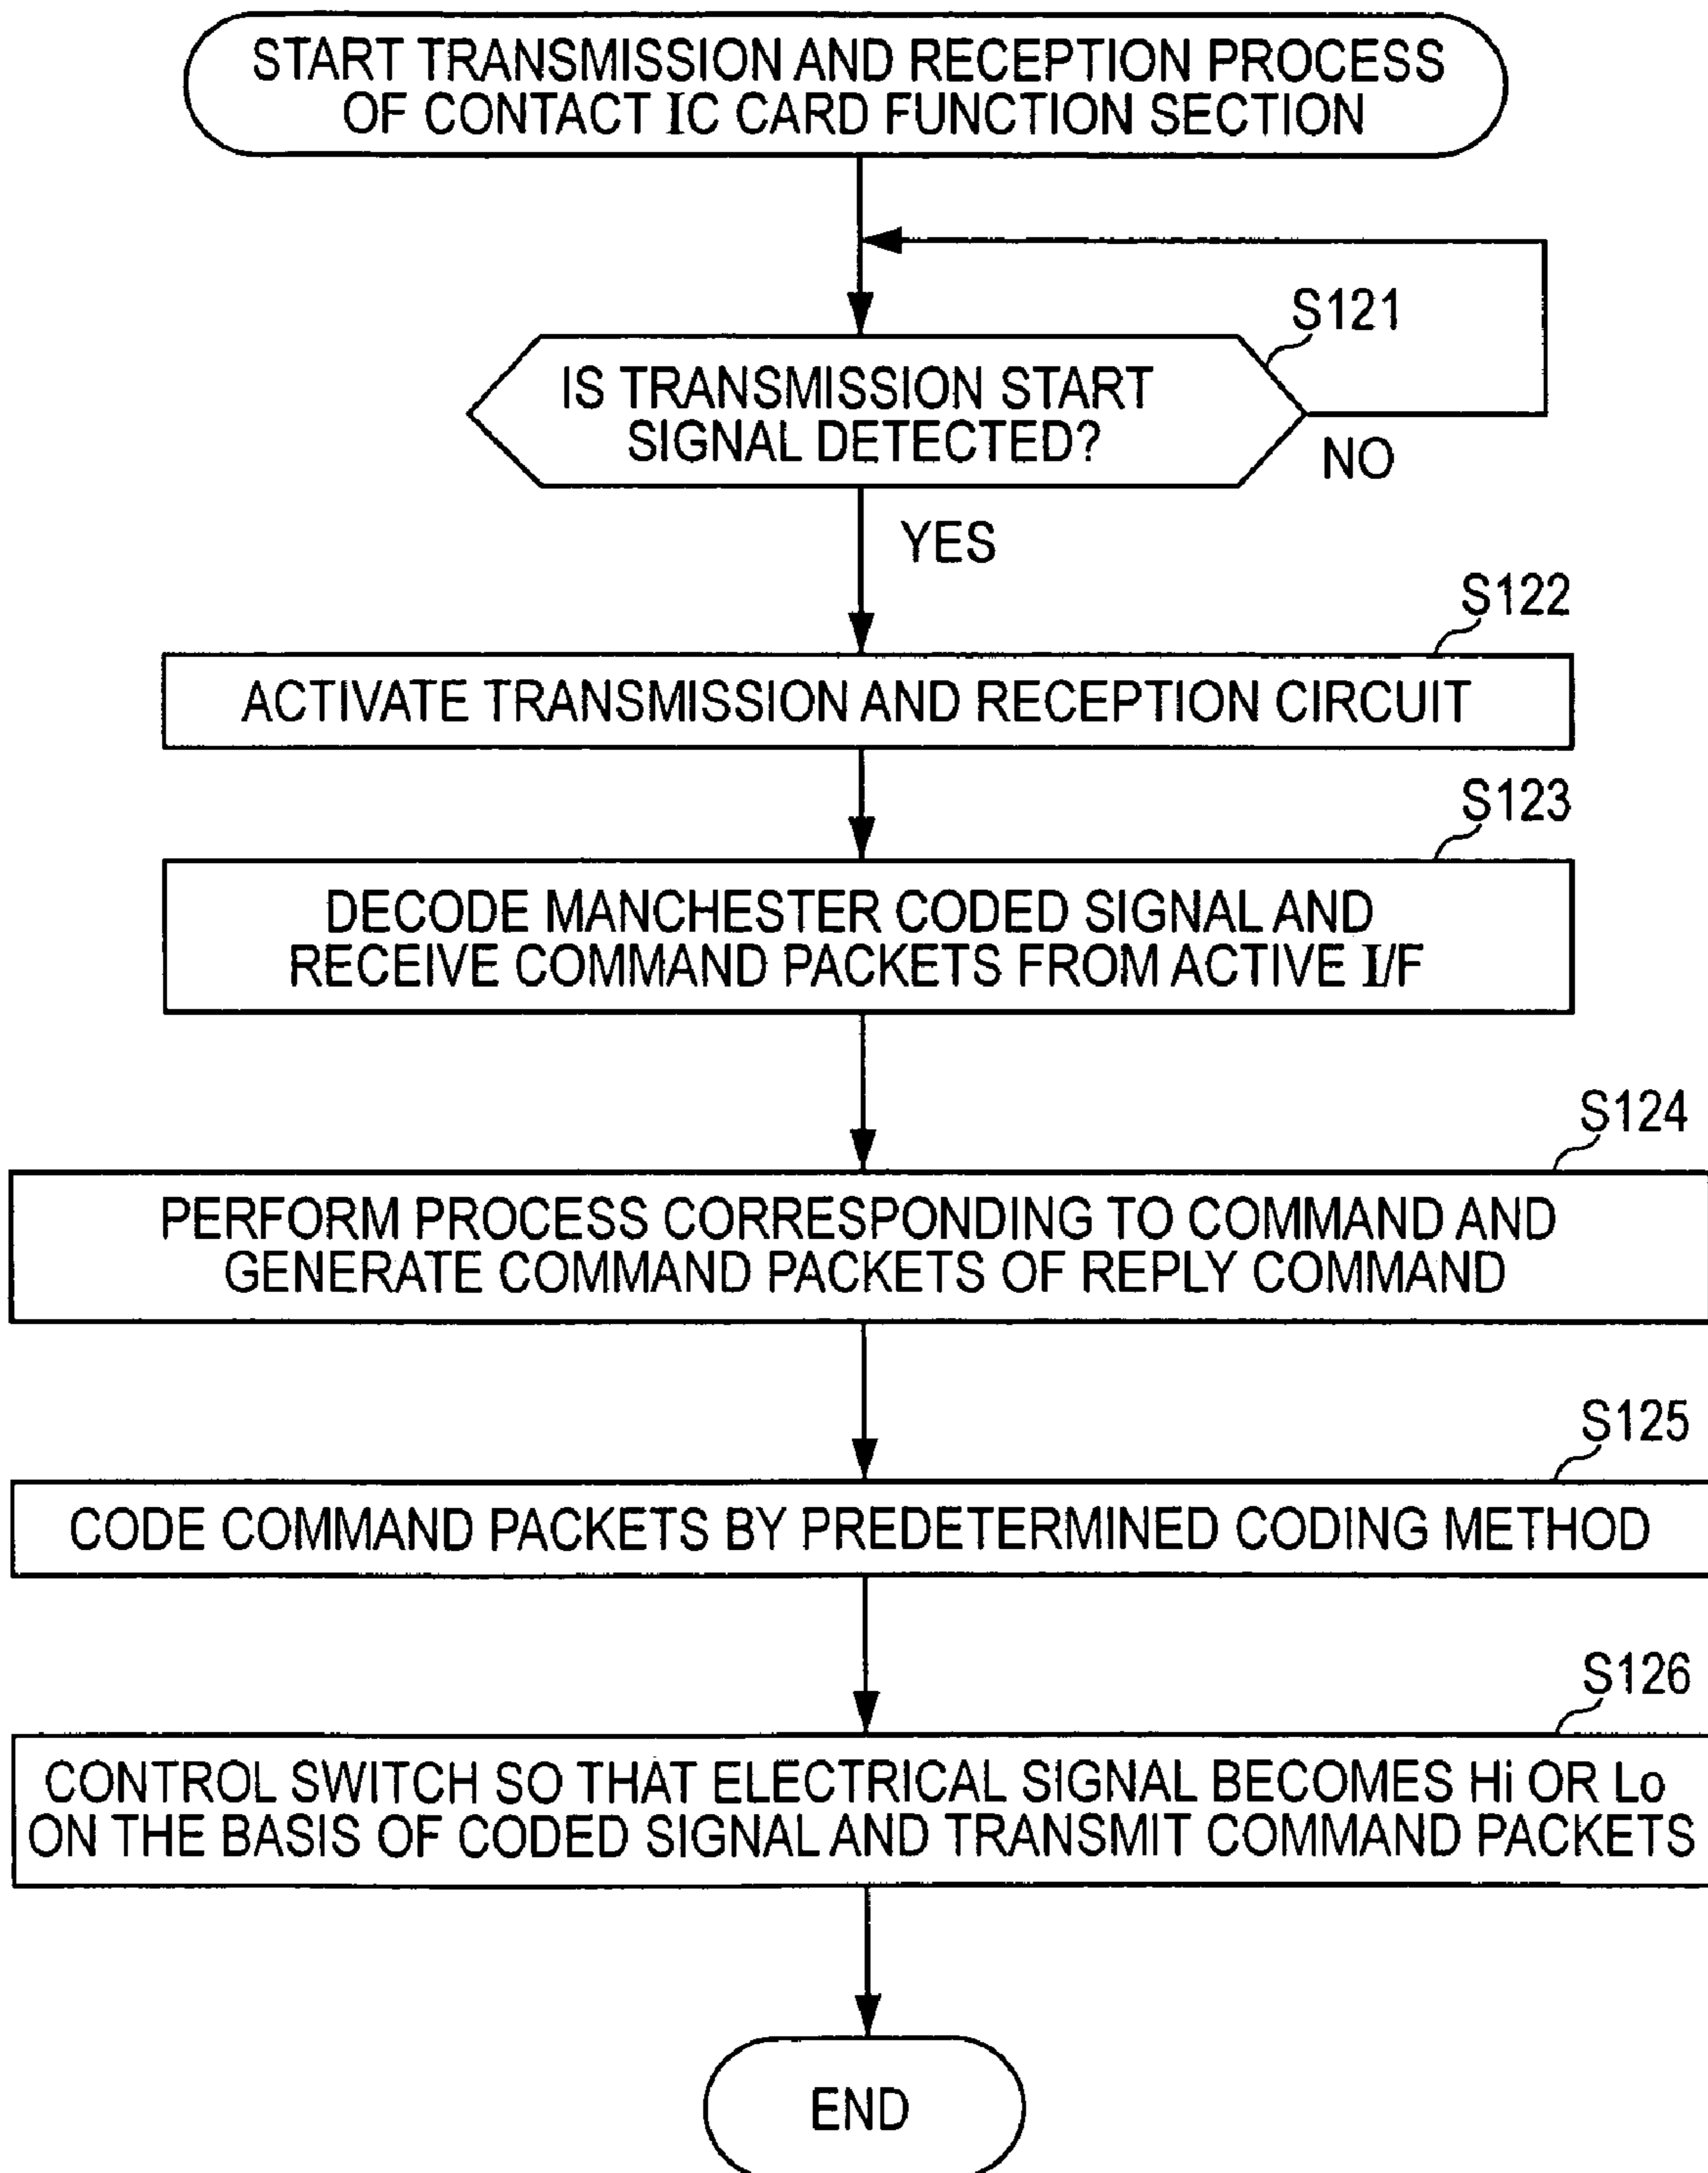 START TRANSMISSION AND RECEPTION PROCESS
OF CONTACT IC CARD FUNCTION SECTION
S121
IS TRANSMISSION START
SIGNAL DETECTED?
NO
YES
S122
ACTIVATE TRANSMISSION AND RECEPTION CIRCUIT
S123
DECODE MANCHESTER CODED SIGNAL AND
RECEIVE COMMAND PACKETS FROM ACTIVE I/F
S124
PERFORM PROCESS CORRESPONDING TO COMMAND AND
GENERATE COMMAND PACKETS OF REPLY COMMAND
S125
CODE COMMAND PACKETS BY PREDETERMINED CODING METHOD
S126
CONTROL SWITCH SO THAT ELECTRICAL SIGNAL BECOMES Hi OR Lo
ON THE BASIS OF CODED SIGNAL AND TRANSMIT COMMAND PACKETS
END